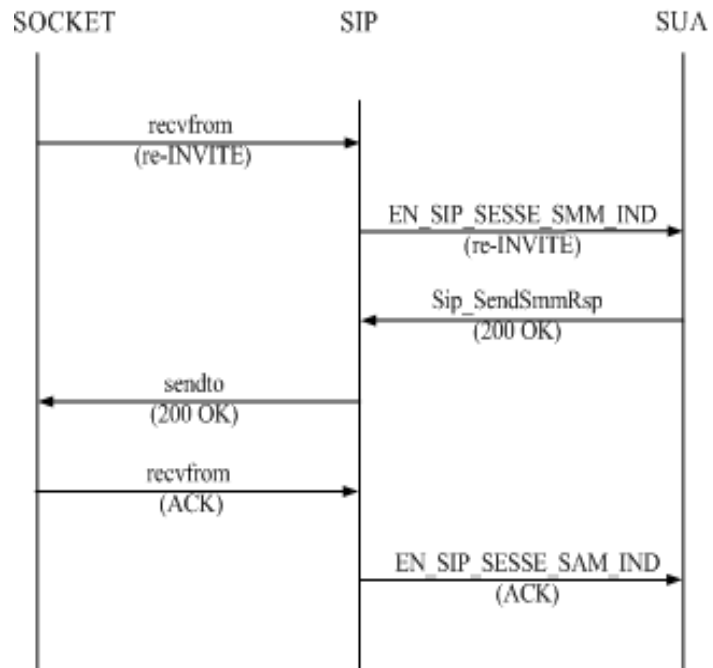 SOCKET SIP SUA
recvfrom
(re-INVITE)
EN_SIP_SESSE_SMM_IND
(re-INVITE)
Sip_SendSmmRsp
(200 OK)
sendto
(200 OK)
recvfrom
(ACK)
EN_SIP_SESSE_SAM_IND
(ACK)